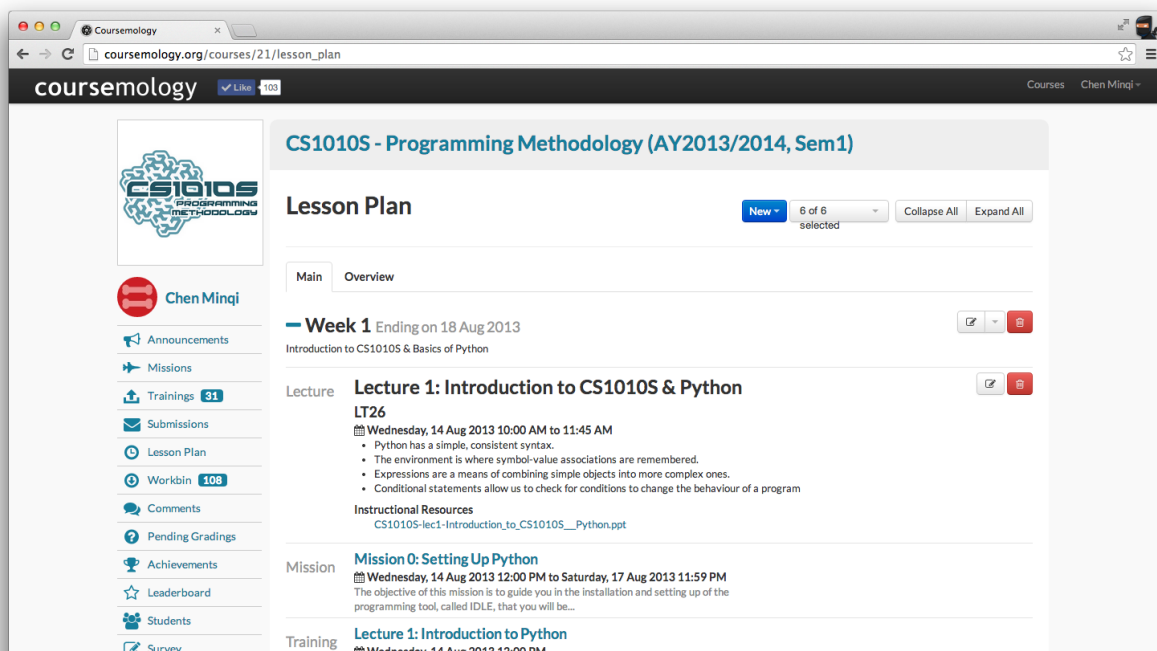 Coursemology
coursemology.org/courses/21/lesson_plan
coursemology
Like
103
Courses
Chen Minqi
CS1010S
PROGRAMMING
METHODOLOGY
Chen Minqi
Announcements
Missions
Trainings 31
Submissions
Lesson Plan
Workbin 108
Comments
Pending Gradings
Achievements
Leaderboard
Students
Survey
CS1010S - Programming Methodology (AY2013/2014, Sem1)
Lesson Plan
New
6 of 6
selected
Collapse All
Expand All
Main
Overview
Week 1 Ending on 18 Aug 2013
Introduction to CS1010S & Basics of Python
Lecture
Lecture 1: Introduction to CS1010S & Python
LT26
Wednesday, 14 Aug 2013 10:00 AM to 11:45 AM
• Python has a simple, consistent syntax.
• The environment is where symbol-value associations are remembered.
• Expressions are a means of combining simple objects into more complex ones.
• Conditional statements allow us to check for conditions to change the behaviour of a program
Instructional Resources
CS1010S-lec1-Introduction_to_CS1010S__Python.ppt
Mission
Mission 0: Setting Up Python
Wednesday, 14 Aug 2013 12:00 PM to Saturday, 17 Aug 2013 11:59 PM
The objective of this mission is to guide you in the installation and setting up of the
programming tool, called IDLE, that you will be...
Training
Lecture 1: Introduction to Python
Wednesday, 14 Aug 2013 12:00 PM